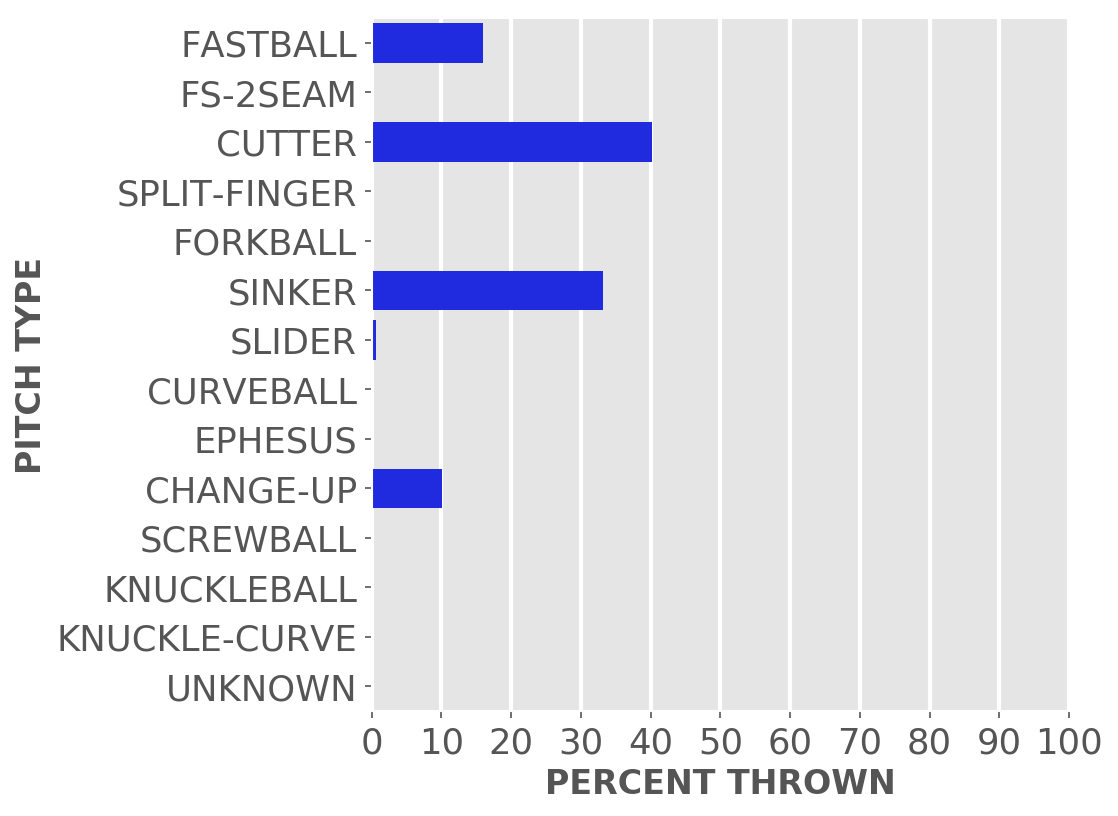 FASTBALL
FS-2SEAM
CUTTER
SPLIT-FINGER
FORKBALL
SINKER
SLIDER
CURVEBALL
EPHESUS
CHANGE-UP
SCREWBALL
KNUCKLEBALL
KNUCKLE-CURVE
UNKNOWN
PITCH TYPE
0 10 20 30 40 50 60 70 80 90 100
PERCENT THROWN